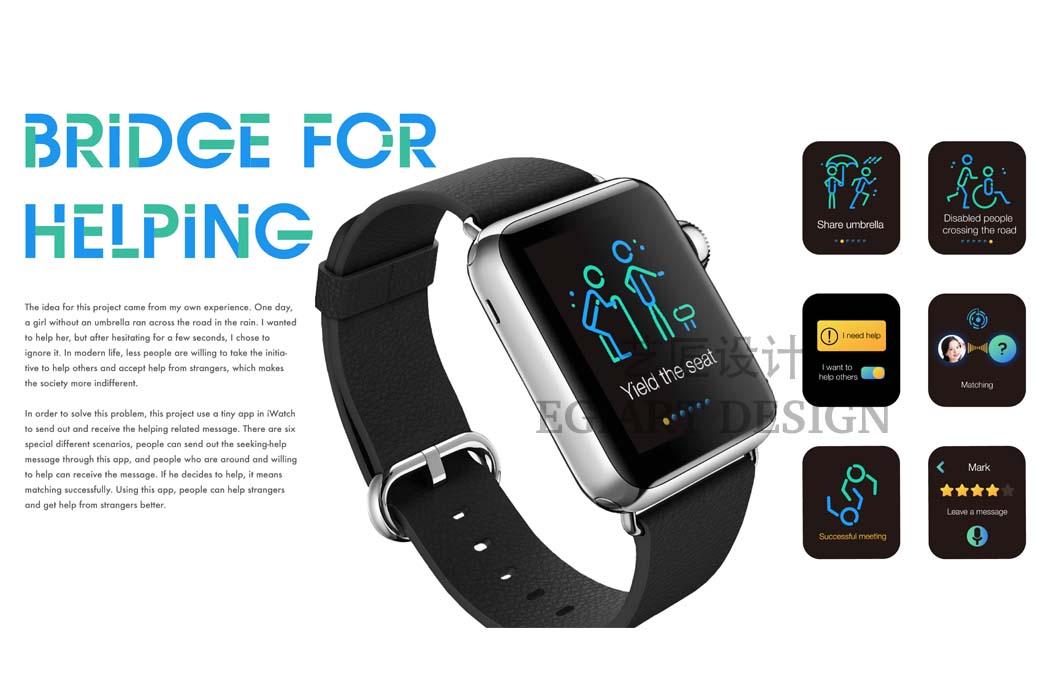 BRIDGE FOR
HELPING
The idea for this project came from my own experience. One day,
a girl without an umbrella ran across the road in the rain. I wanted
to help her, but after hesitating for a few seconds, I chose to
ignore it. In modern life, less people are willing to take the initia-
tive to help others and accept help from strangers, which makes
the society more indifferent.
In order to solve this problem, this project use a tiny app in iWatch
to send out and receive the helping related message. There are six
special different scenarios, people can send out the seeking-help
message through this app, and people who are around and willing
to help can receive the message. If he decides to help, it means
matching successfully. Using this app, people can help strangers
and get help from strangers better.
Yield the seat
匠设计
ART DESIGN
Share umbrella
Disabled people
crossing the road
! I need help
I want to
help others
?
Matching
Successful meeting
Mark
Leave a message